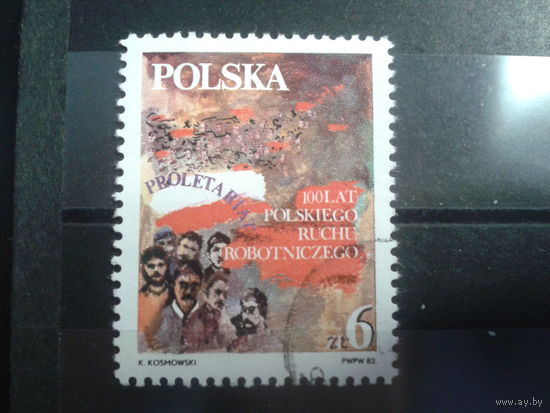 POLSKA
PROLETARIAT
100 LAT
POLSKIEGO
RUCHU
ROBOTNICZEGO
zł 6
K. KOSMOWSKI
PWPW 82.
www.ay.by